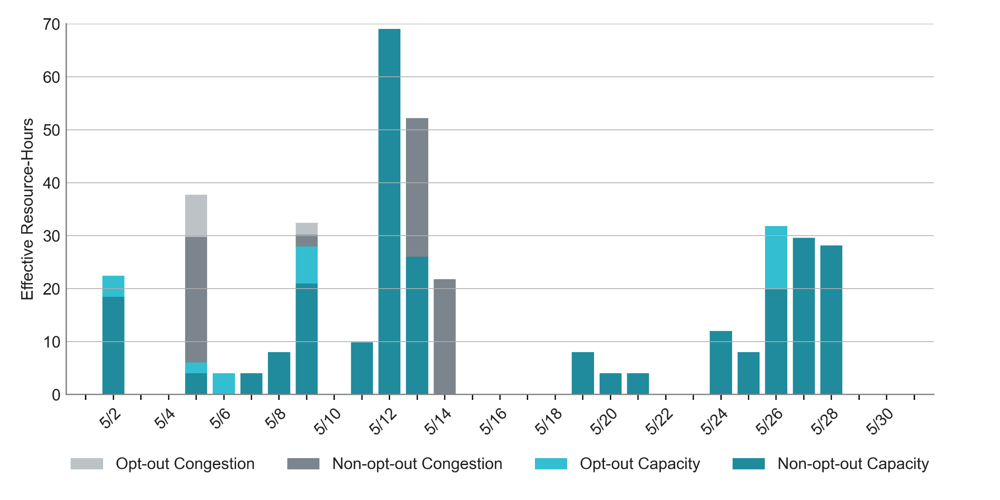 Effective Resource-Hours
70
60
50
40
30
20
10
0
5/2 5/4 5/6 5/8 5/10 5/12 5/14 5/16 5/18 5/20 5/22 5/24 5/26 5/28 5/30
Opt-out Congestion Non-opt-out Congestion Opt-out Capacity Non-opt-out Capacity